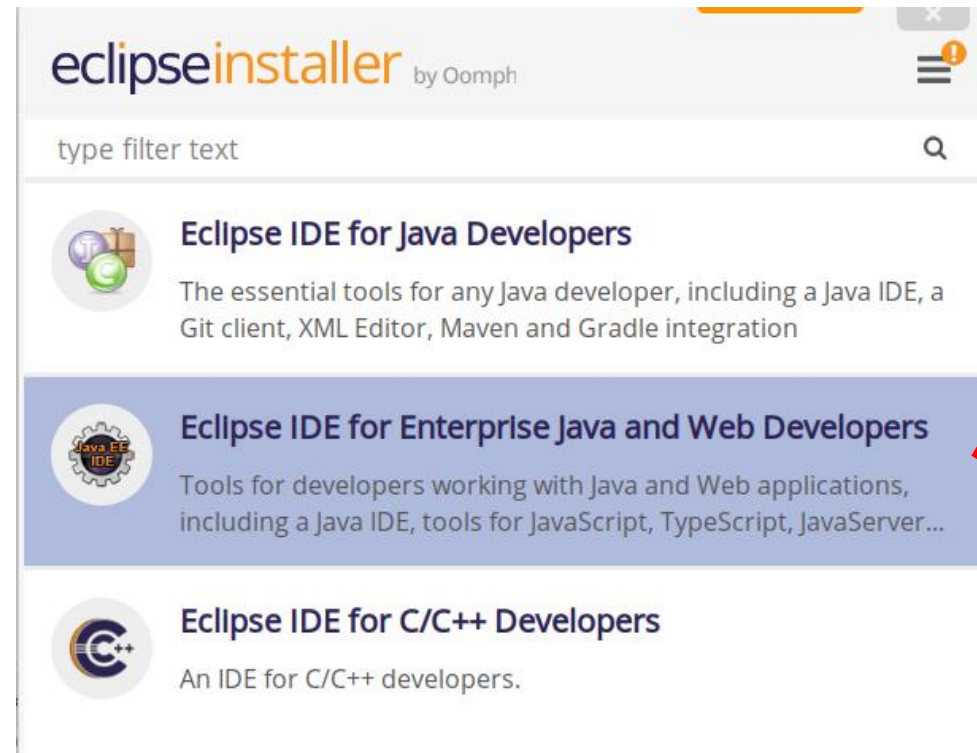 eclipseinstaller by Oomph
!
type filter text
Eclipse IDE for Java Developers
The essential tools for any Java developer, including a Java IDE, a
Git client, XML Editor, Maven and Gradle integration
Java EE
IDE
Eclipse IDE for Enterprise Java and Web Developers
Tools for developers working with Java and Web applications,
including a Java IDE, tools for JavaScript, TypeScript, JavaServer...
C++
Eclipse IDE for C/C++ Developers
An IDE for C/C++ developers.